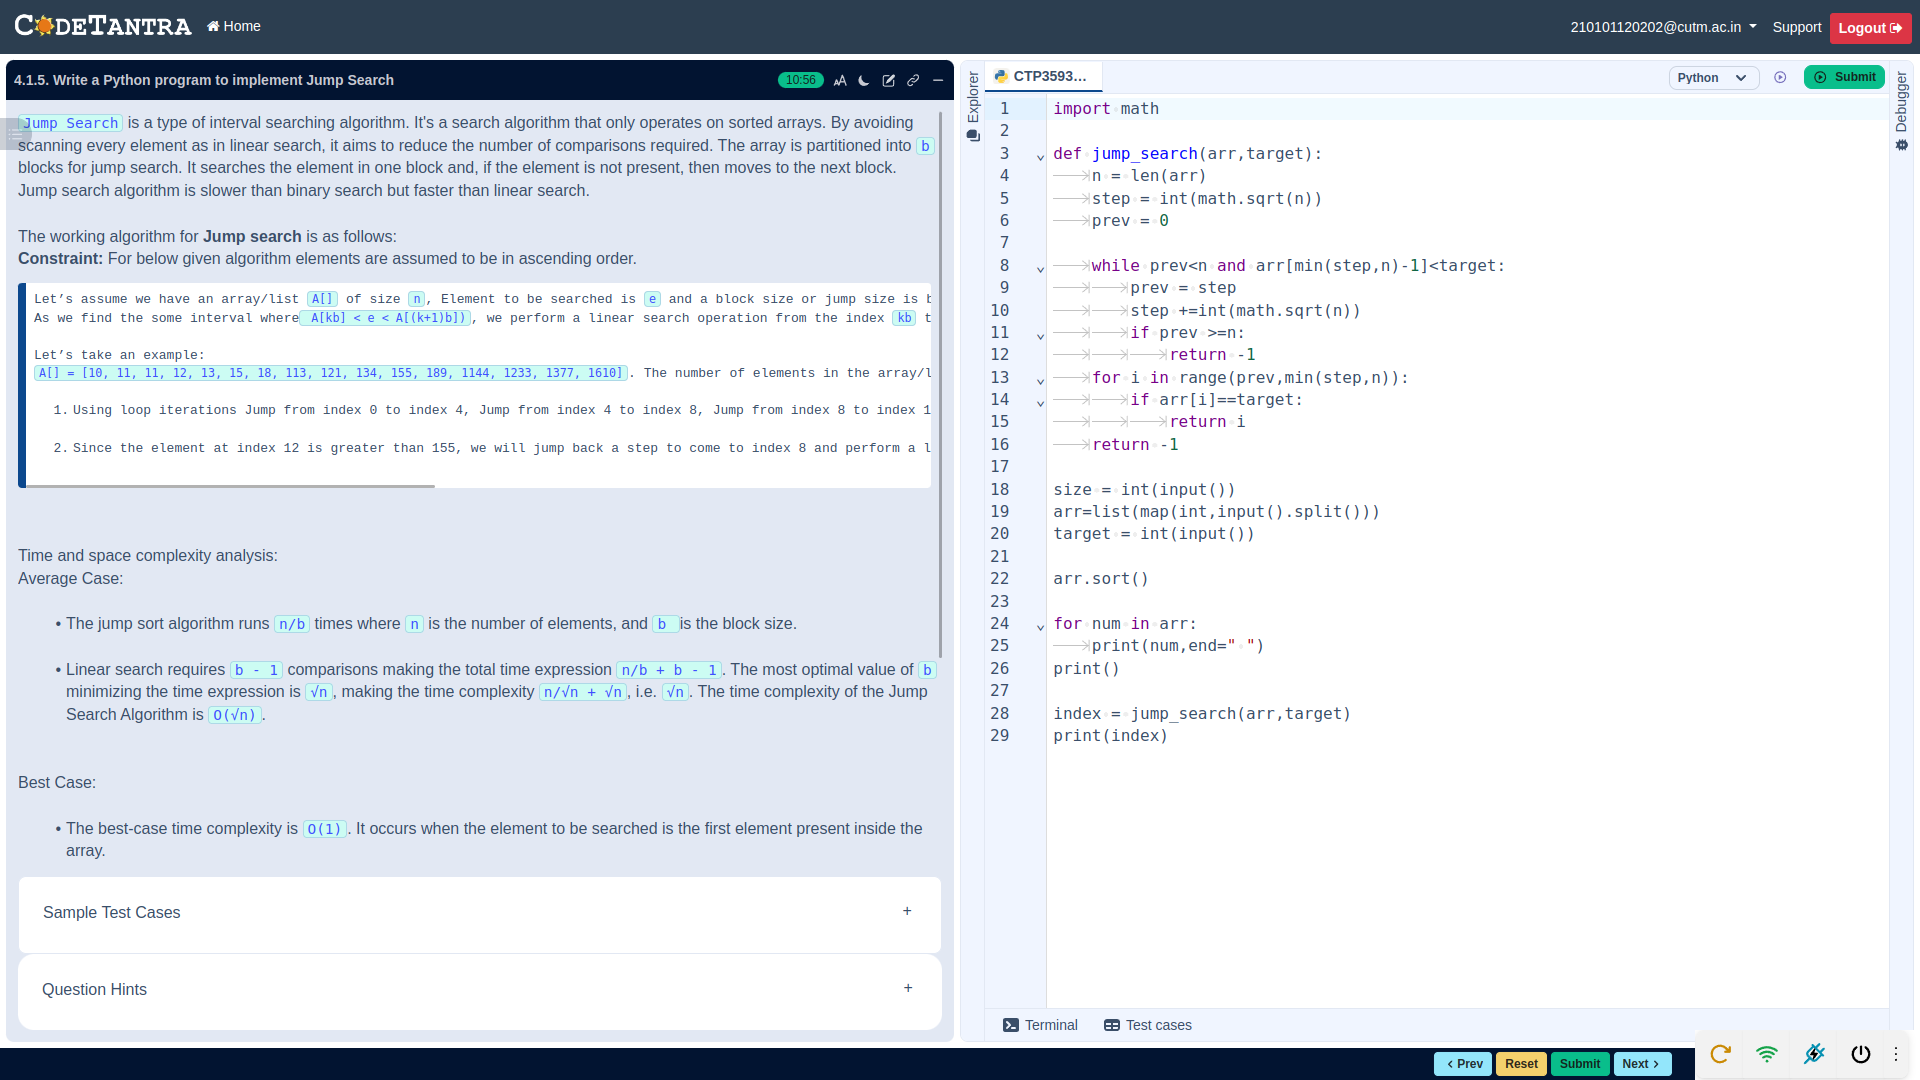 CODETANTRA
Home
210101120202@cutm.ac.in
Support
Logout
4.1.5. Write a Python program to implement Jump Search
10:56
Jump Search is a type of interval searching algorithm. It's a search algorithm that only operates on sorted arrays. By avoiding
scanning every element as in linear search, it aims to reduce the number of comparisons required. The array is partitioned into b
blocks for jump search. It searches the element in one block and, if the element is not present, then moves to the next block.
Jump search algorithm is slower than binary search but faster than linear search.
The working algorithm for Jump search is as follows:
Constraint: For below given algorithm elements are assumed to be in ascending order.
Let’s assume we have an array/list A[] of size n, Element to be searched is e and a block size or jump size is b
As we find the some interval where A[kb] < e < A[(k+1)b]), we perform a linear search operation from the index kb t
Let’s take an example:
A[] = [10, 11, 11, 12, 13, 15, 18, 113, 121, 134, 155, 189, 1144, 1233, 1377, 1610]. The number of elements in the array/l
1. Using loop iterations Jump from index 0 to index 4, Jump from index 4 to index 8, Jump from index 8 to index 1
2. Since the element at index 12 is greater than 155, we will jump back a step to come to index 8 and perform a l
Time and space complexity analysis:
Average Case:
• The jump sort algorithm runs n/b times where n is the number of elements, and b is the block size.
• Linear search requires b - 1 comparisons making the total time expression n/b + b - 1. The most optimal value of b
minimizing the time expression is √n, making the time complexity n/√n + √n, i.e. √n. The time complexity of the Jump
Search Algorithm is O(√n).
Best Case:
• The best-case time complexity is O(1). It occurs when the element to be searched is the first element present inside the
array.
Sample Test Cases +
Question Hints +
Explorer
CTP3593...
Python
Submit
Debugger
1 import math
2
3 def jump_search(arr,target):
4 n = len(arr)
5 step = int(math.sqrt(n))
6 prev = 0
7
8 while prev<n and arr[min(step,n)-1]<target:
9 prev = step
10 step +=int(math.sqrt(n))
11 if prev >=n:
12 return -1
13 for i in range(prev,min(step,n)):
14 if arr[i]==target:
15 return i
16 return -1
17
18 size = int(input())
19 arr=list(map(int,input().split()))
20 target = int(input())
21
22 arr.sort()
23
24 for num in arr:
25 print(num,end=" ")
26 print()
27
28 index = jump_search(arr,target)
29 print(index)
Terminal
Test cases
Prev
Reset
Submit
Next